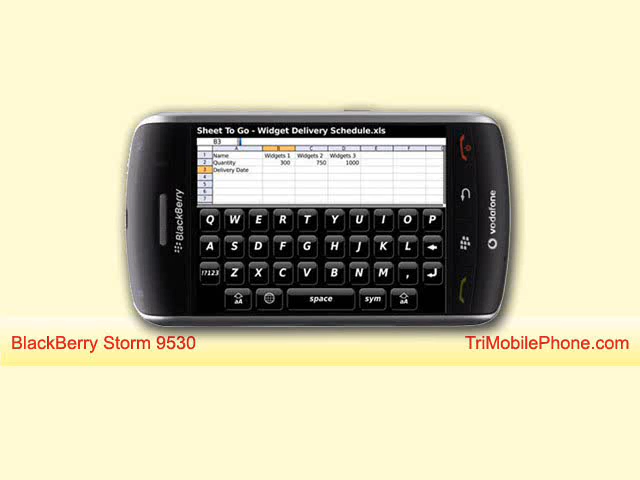 Sheet To Go - Widget Delivery Schedule.xls
B3
A B C D E F G
1 Name Widgets 1 Widgets 2 Widgets 3
2 Quantity 300 750 1000
3 Delivery Date
4
5
6
7
BlackBerry
vodafone
Q W E R T Y U I O P
A S D F G H J K L
!?123 Z X C V B N M ,
aA space sym aA
BlackBerry Storm 9530
TriMobilePhone.com